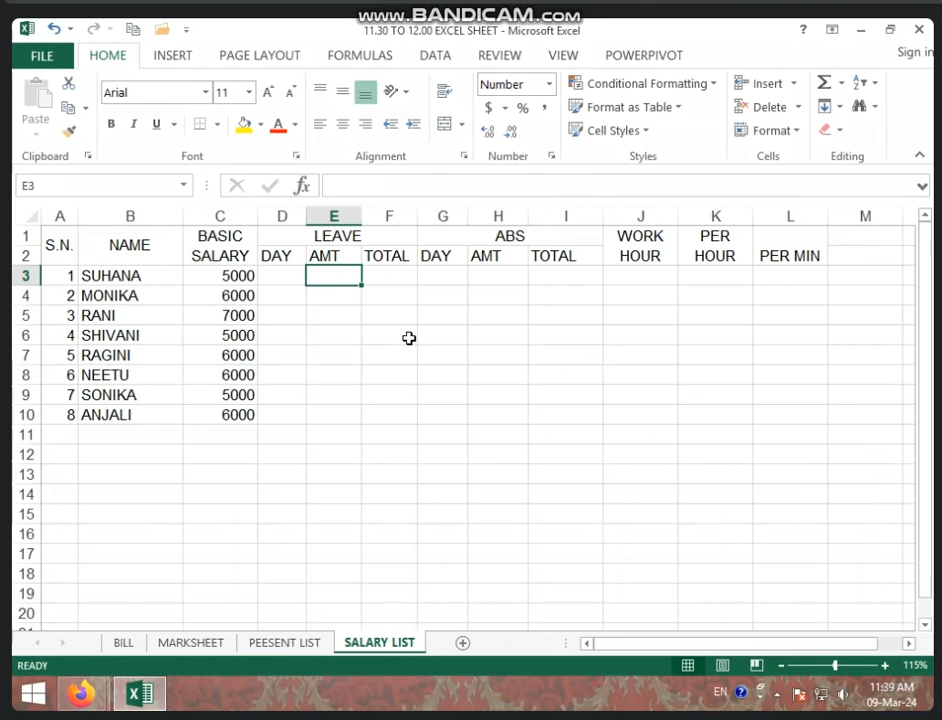 www.BANDICAM.com
11.30 TO 12.00 EXCEL SHEET - Microsoft Excel
Sign in
FILE HOME INSERT PAGE LAYOUT FORMULAS DATA REVIEW VIEW POWERPIVOT
Paste
Arial 11
B I U
Number
$ % ,
Conditional Formatting
Format as Table
Cell Styles
Insert
Delete
Format
Clipboard Font Alignment Number Styles Cells Editing
E3 fx
A B C D E F G H I J K L M
1 S.N. NAME BASIC LEAVE ABS WORK PER
2 SALARY DAY AMT TOTAL DAY AMT TOTAL HOUR HOUR PER MIN
3 1 SUHANA 5000
4 2 MONIKA 6000
5 3 RANI 7000
6 4 SHIVANI 5000
7 5 RAGINI 6000
8 6 NEETU 6000
9 7 SONIKA 5000
10 8 ANJALI 6000
11
12
13
14
15
16
17
18
19
20
BILL MARKSHEET PEESENT LIST SALARY LIST
READY 115%
EN 11:39 AM
09-Mar-24